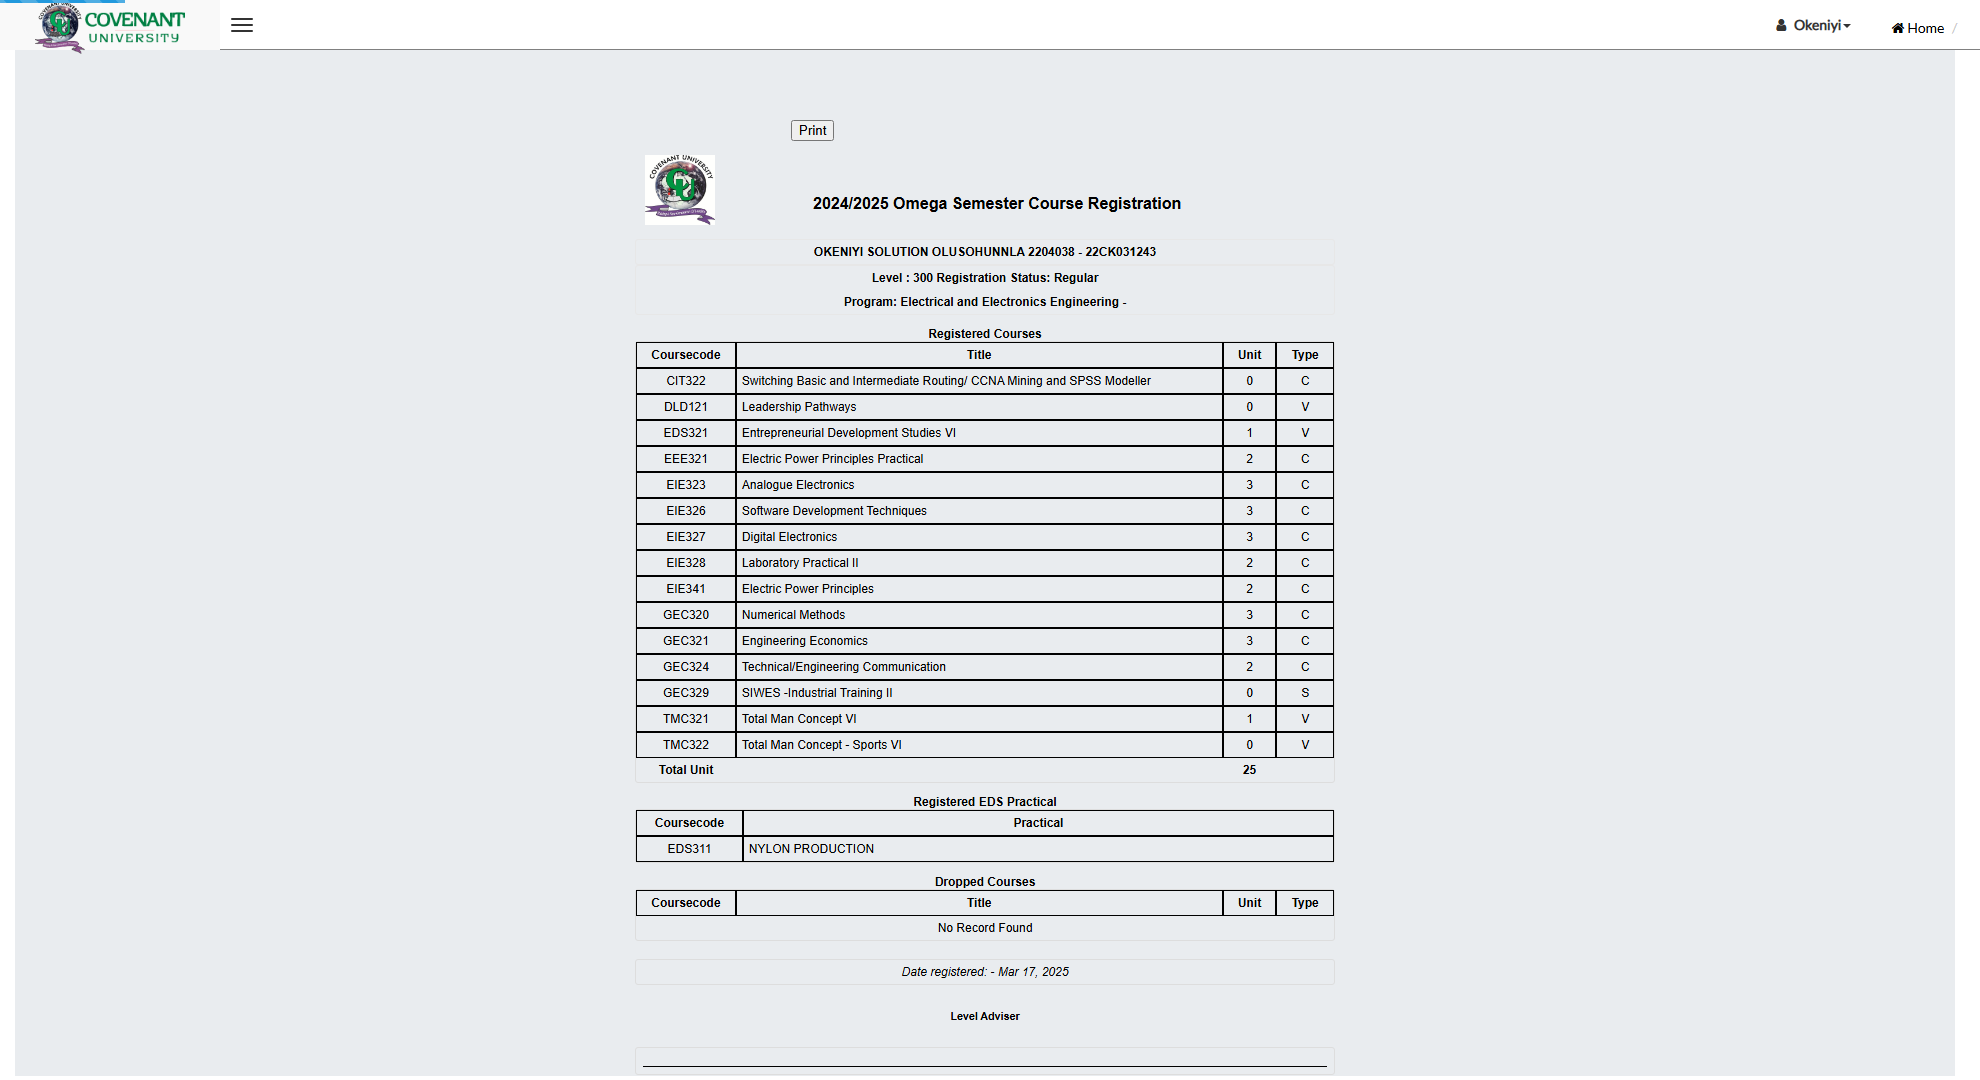 COVENANT
UNIVERSITY
Okeniyi
Home /
Print
COVENANT UNIVERSITY
2024/2025 Omega Semester Course Registration
OKENIYI SOLUTION OLUSOHUNNLA 2204038 - 22CK031243
Level : 300 Registration Status: Regular
Program: Electrical and Electronics Engineering -
Registered Courses
Coursecode Title Unit Type
CIT322 Switching Basic and Intermediate Routing/ CCNA Mining and SPSS Modeller 0 C
DLD121 Leadership Pathways 0 V
EDS321 Entrepreneurial Development Studies VI 1 V
EEE321 Electric Power Principles Practical 2 C
EIE323 Analogue Electronics 3 C
EIE326 Software Development Techniques 3 C
EIE327 Digital Electronics 3 C
EIE328 Laboratory Practical II 2 C
EIE341 Electric Power Principles 2 C
GEC320 Numerical Methods 3 C
GEC321 Engineering Economics 3 C
GEC324 Technical/Engineering Communication 2 C
GEC329 SIWES -Industrial Training II 0 S
TMC321 Total Man Concept VI 1 V
TMC322 Total Man Concept - Sports VI 0 V
Total Unit 25
Registered EDS Practical
Coursecode Practical
EDS311 NYLON PRODUCTION
Dropped Courses
Coursecode Title Unit Type
No Record Found
Date registered: - Mar 17, 2025
Level Adviser